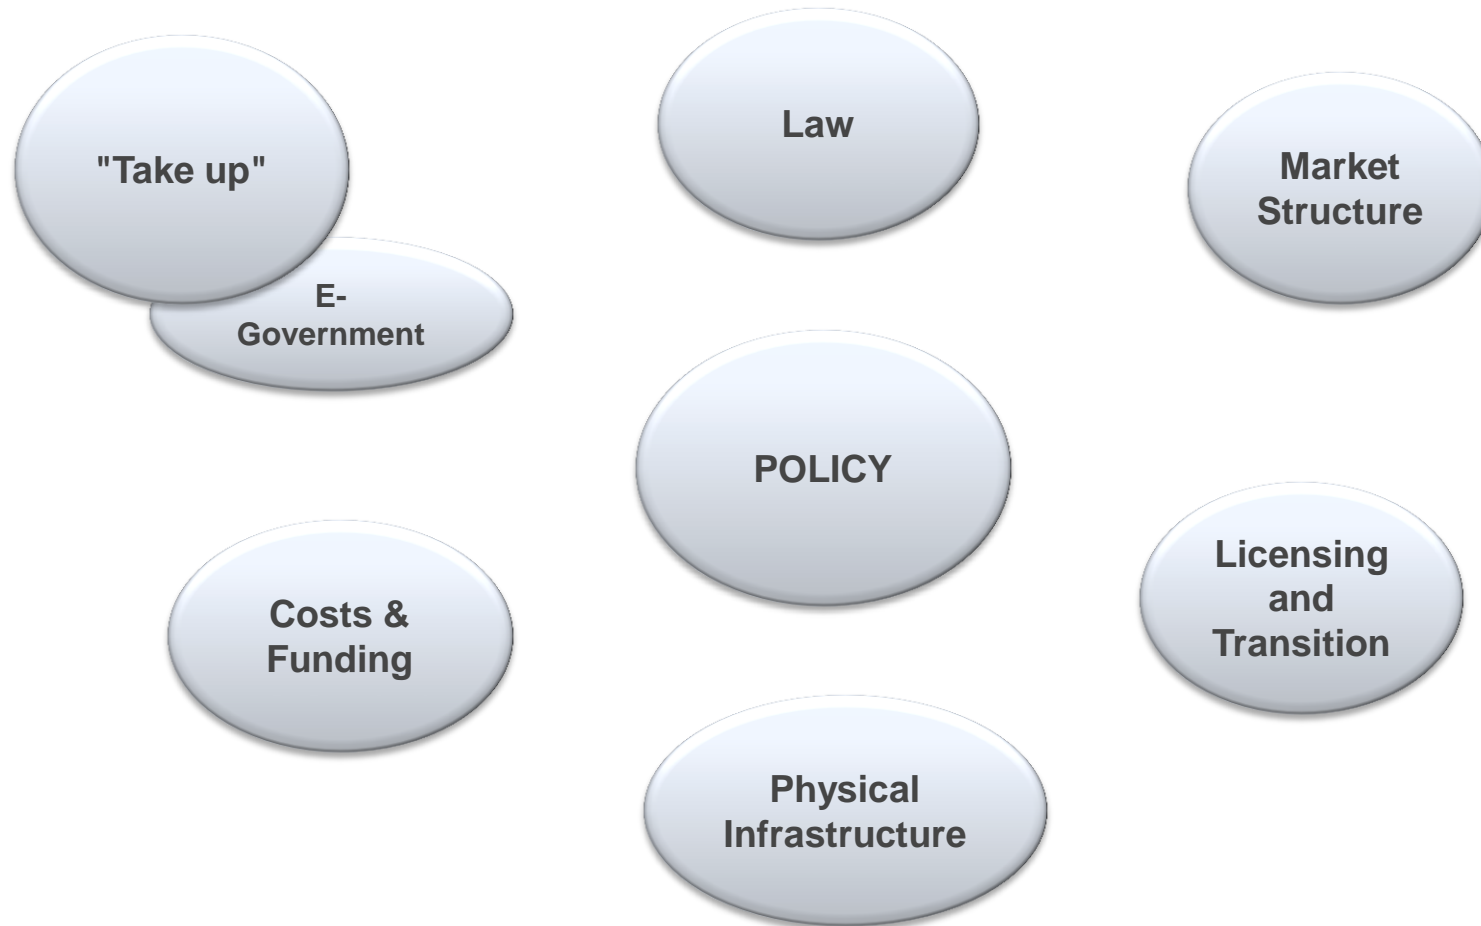 "Take up"
Law
Market
Structure
E-
Government
POLICY
Costs &
Funding
Licensing
and
Transition
Physical
Infrastructure